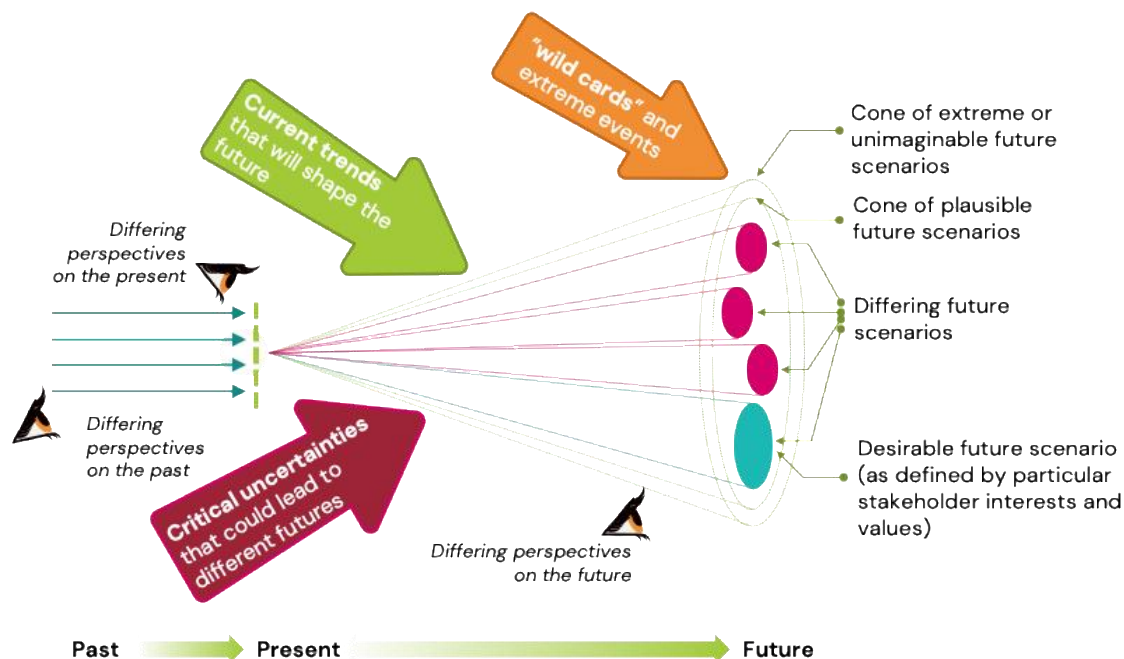 "wild cards" and
extreme events
Current trends
that will shape the
future
Cone of extreme or
unimaginable future
scenarios
Cone of plausible
future scenarios
Differing
perspectives
on the present
Differing future
scenarios
Differing
perspectives
on the past
Critical uncertainties
that could lead to
different futures
Desirable future scenario
(as defined by particular
stakeholder interests and
values)
Differing perspectives
on the future
Past
Present
Future